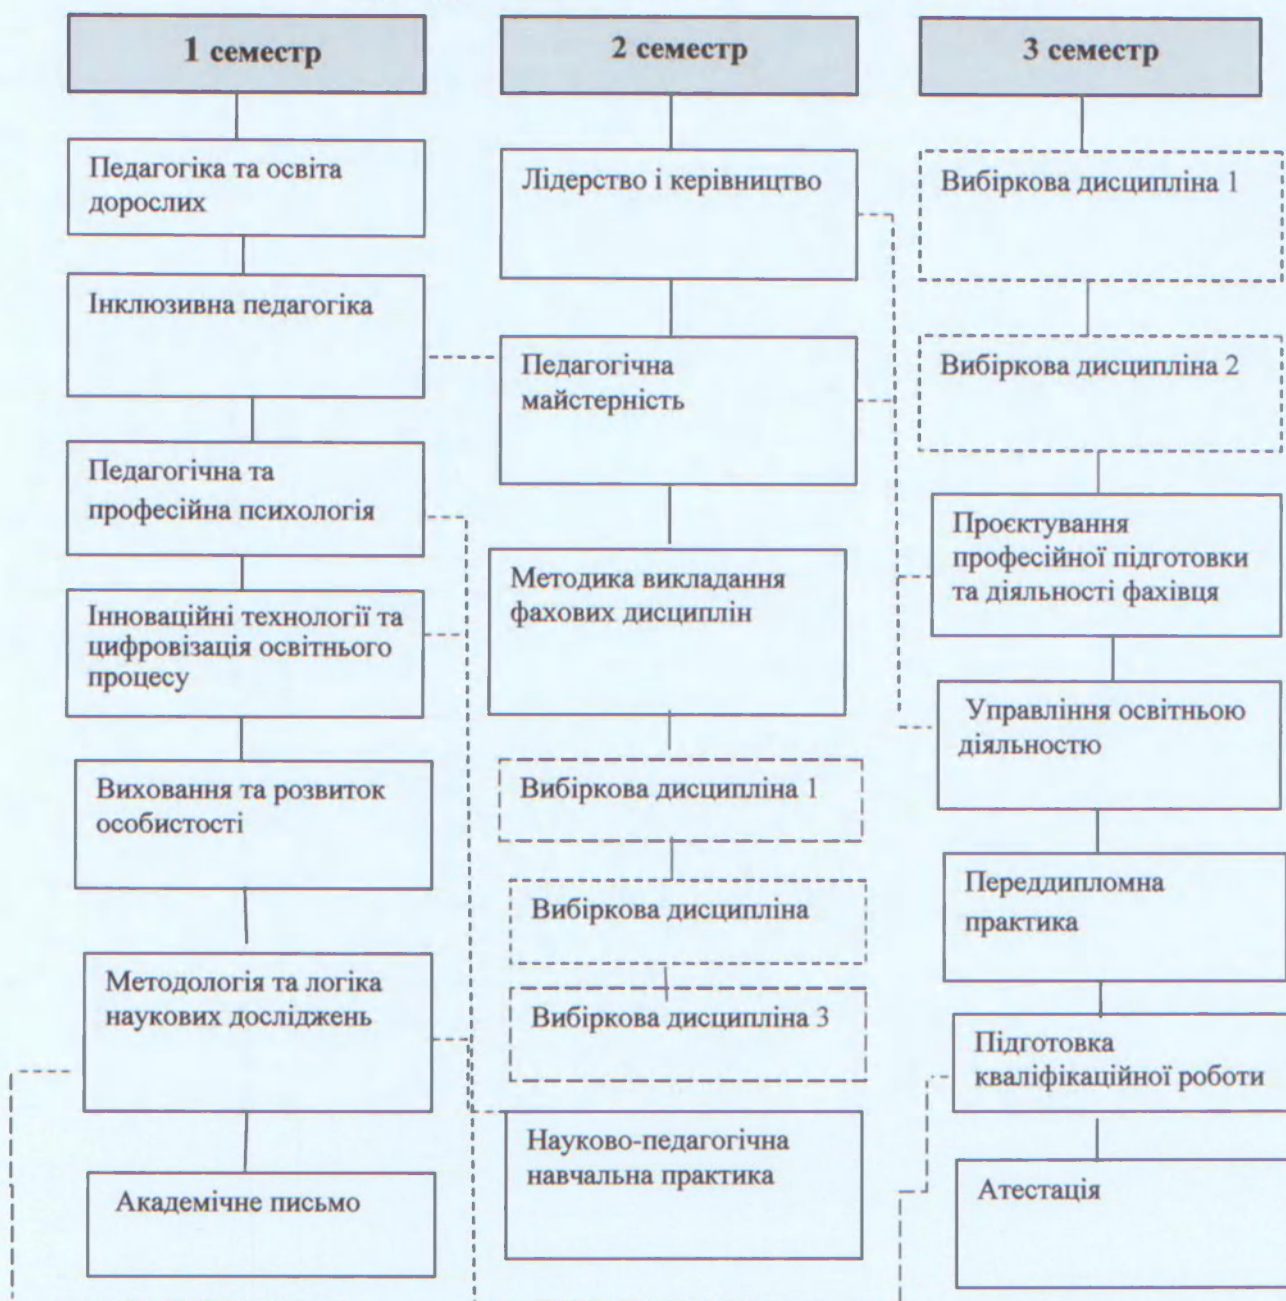 1 семестр
Педагогіка та освіта
дорослих
Інклюзивна педагогіка
Педагогічна та
професійна психологія
Інноваційні технології та
цифровізація освітнього
процесу
Виховання та розвиток
особистості
Методологія та логіка
наукових досліджень
Академічне письмо
2 семестр
Лідерство і керівництво
Педагогічна
майстерність
Методика викладання
фахових дисциплін
Вибіркова дисципліна 1
Вибіркова дисципліна
Вибіркова дисципліна 3
Науково-педагогічна
навчальна практика
3 семестр
Вибіркова дисципліна 1
Вибіркова дисципліна 2
Проєктування
професійної підготовки
та діяльності фахівця
Управління освітньою
діяльностю
Переддипломна
практика
Підготовка
кваліфікаційної роботи
Атестація